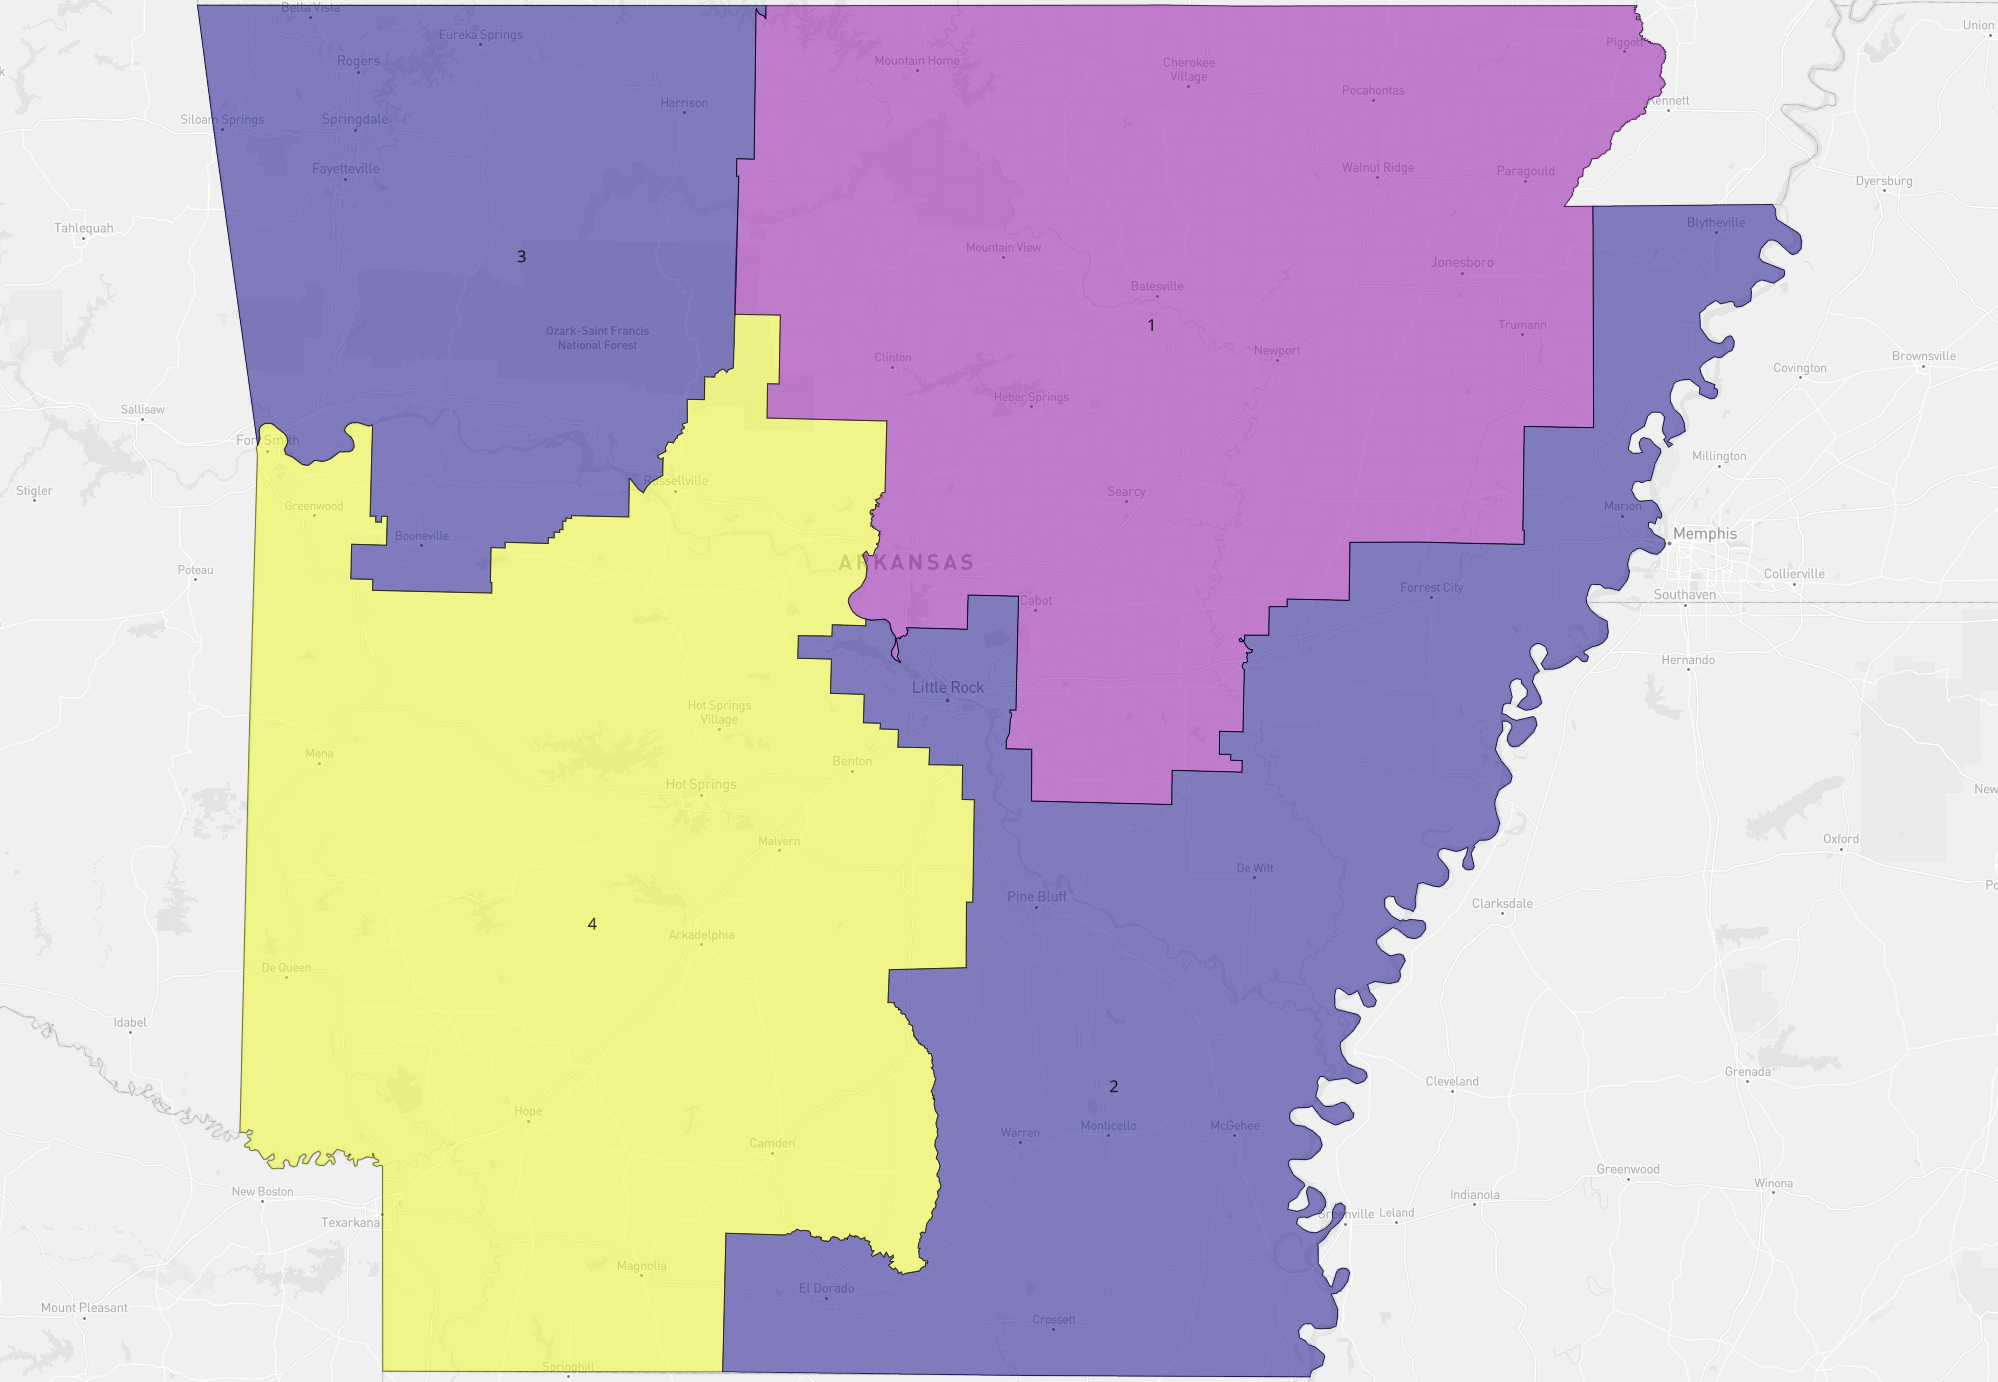 Bella Vista
Eureka Springs
Rogers
Mountain Home
Cherokee
Village
Piggott
Union
Harrison
Pocahontas
Kennett
Siloam Springs
Springdale
Fayetteville
Walnut Ridge
Paragould
Dyersburg
Tahlequah
Blytheville
3
Mountain View
Jonesboro
Batesville
1
Ozark-Saint Francis
National Forest
Trumann
Clinton
Newport
Brownsville
Covington
Heber Springs
Sallisaw
Fort Smith
Millington
Stigler
Russellville
Searcy
Greenwood
Marion
Booneville
Memphis
ARKANSAS
Poteau
Collierville
Forrest City
Southaven
Cabot
Hernando
Little Rock
Hot Springs
Village
Mena
Benton
Hot Springs
New
Malvern
Oxford
De Witt
Pine Bluff
Po
Clarksdale
4
Arkadelphia
De Queen
Idabel
Grenada
Cleveland
2
Hope
Camden
Warren
Monticello
McGehee
Greenwood
Winona
New Boston
Indianola
Texarkana
Greenville
Leland
Magnolia
El Dorado
Mount Pleasant
Crossett
Springhill